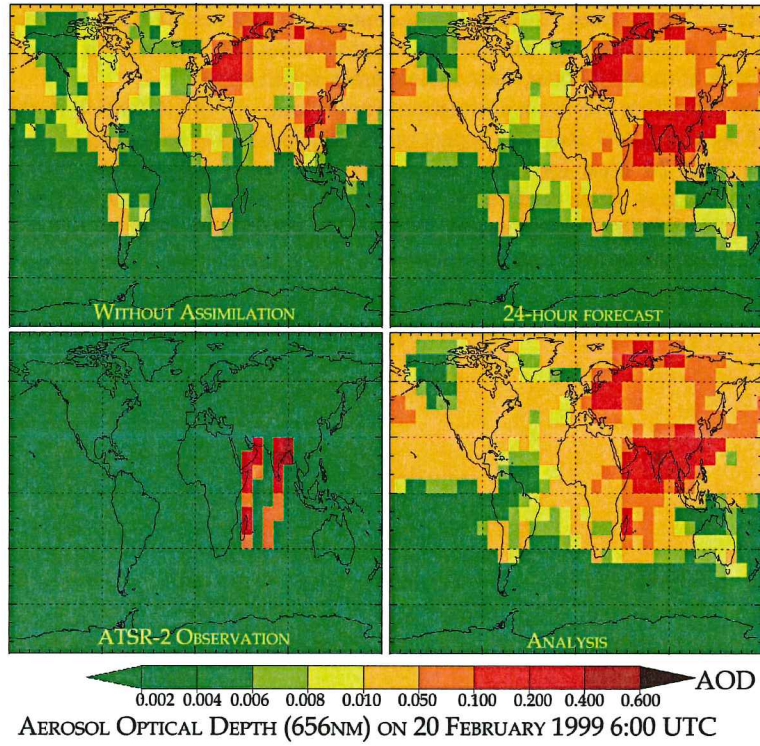 WITHOUT ASSIMILATION
24-HOUR FORECAST
ATSR-2 OBSERVATION
ANALYSIS
AOD
0.002 0.004 0.006 0.008 0.010 0.050 0.100 0.200 0.400 0.600
AEROSOL OPTICAL DEPTH (656NM) ON 20 FEBRUARY 1999 6:00 UTC